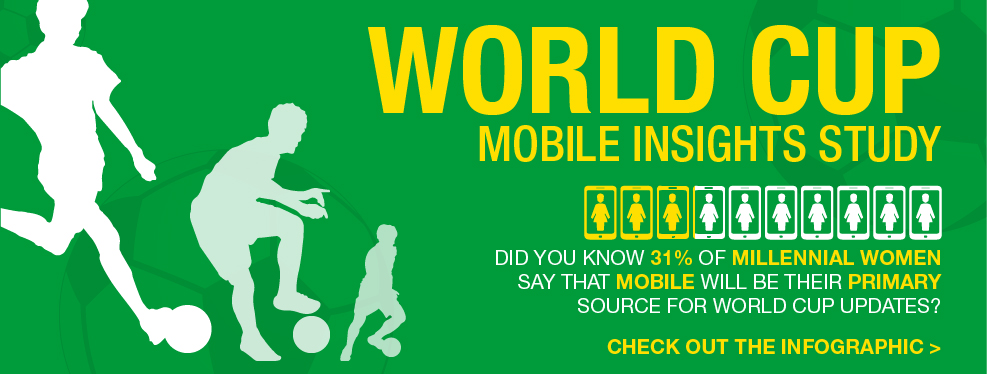 WORLD CUP
MOBILE INSIGHTS STUDY
DID YOU KNOW 31% OF MILLENNIAL WOMEN
SAY THAT MOBILE WILL BE THEIR PRIMARY
SOURCE FOR WORLD CUP UPDATES?
CHECK OUT THE INFOGRAPHIC >